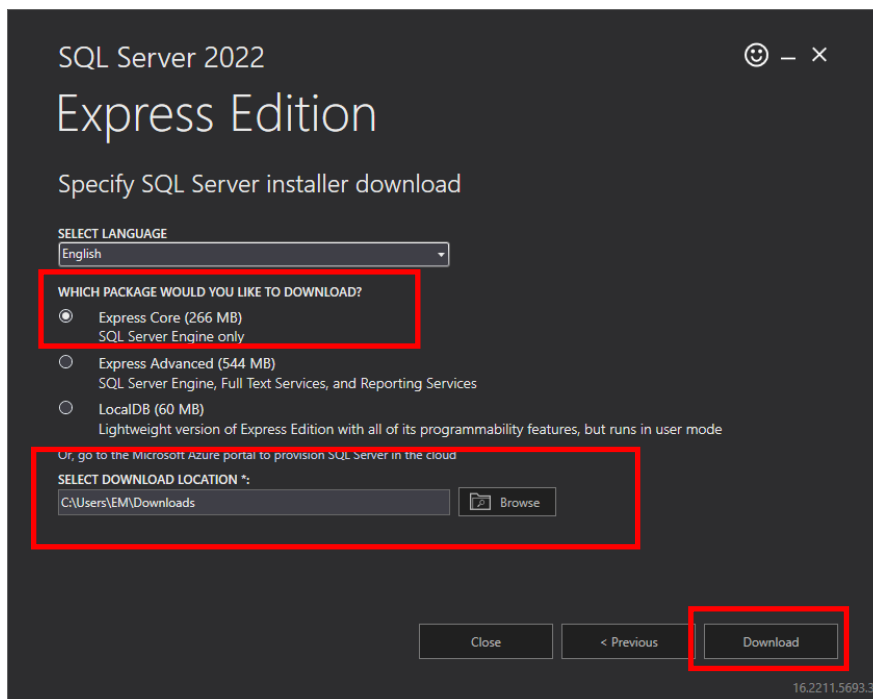 SQL Server 2022
Express Edition
Specify SQL Server installer download
SELECT LANGUAGE
English
WHICH PACKAGE WOULD YOU LIKE TO DOWNLOAD?
Express Core (266 MB)
SQL Server Engine only
Express Advanced (544 MB)
SQL Server Engine, Full Text Services, and Reporting Services
LocalDB (60 MB)
Lightweight version of Express Edition with all of its programmability features, but runs in user mode
Or, go to the Microsoft Azure portal to provision SQL Server in the cloud
SELECT DOWNLOAD LOCATION *:
C:\Users\EM\Downloads
Browse
Close
< Previous
Download
16.2211.5693.3